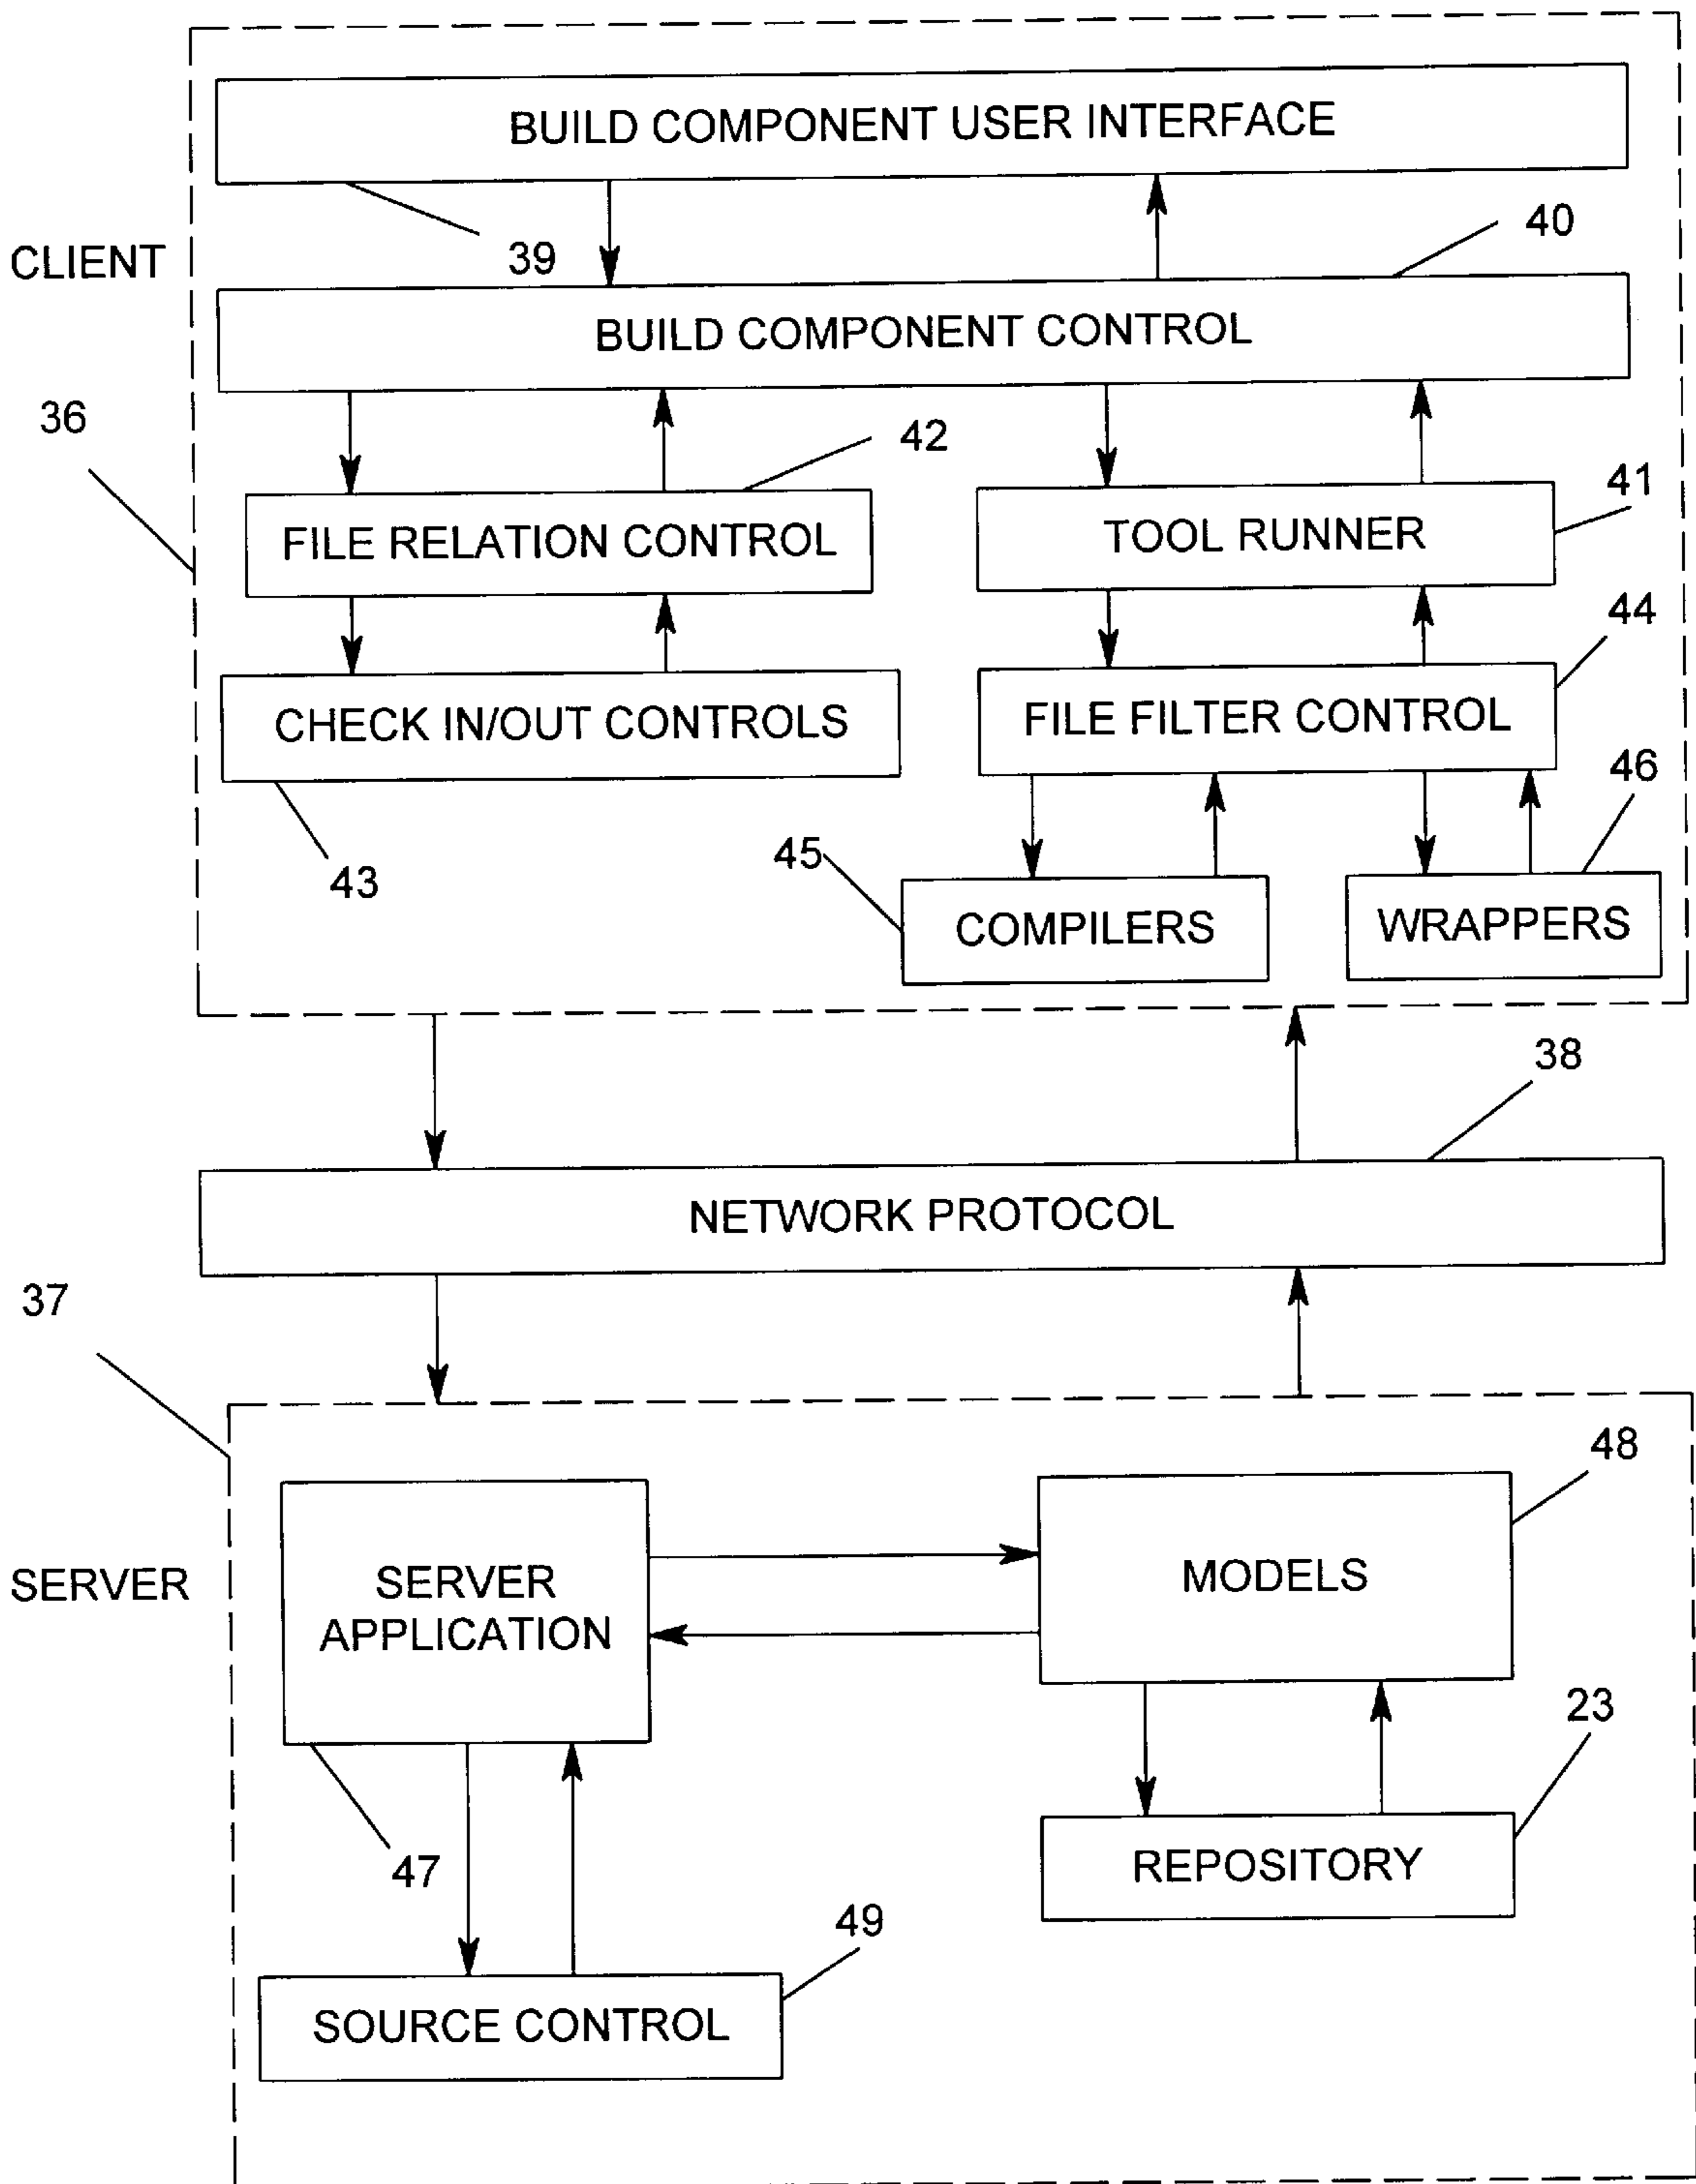 BUILD COMPONENT USER INTERFACE
39
40
CLIENT
BUILD COMPONENT CONTROL
36
42
41
FILE RELATION CONTROL
TOOL RUNNER
44
CHECK IN/OUT CONTROLS
FILE FILTER CONTROL
46
43
45
COMPILERS
WRAPPERS
38
NETWORK PROTOCOL
37
48
SERVER
SERVER
APPLICATION
MODELS
23
47
REPOSITORY
49
SOURCE CONTROL